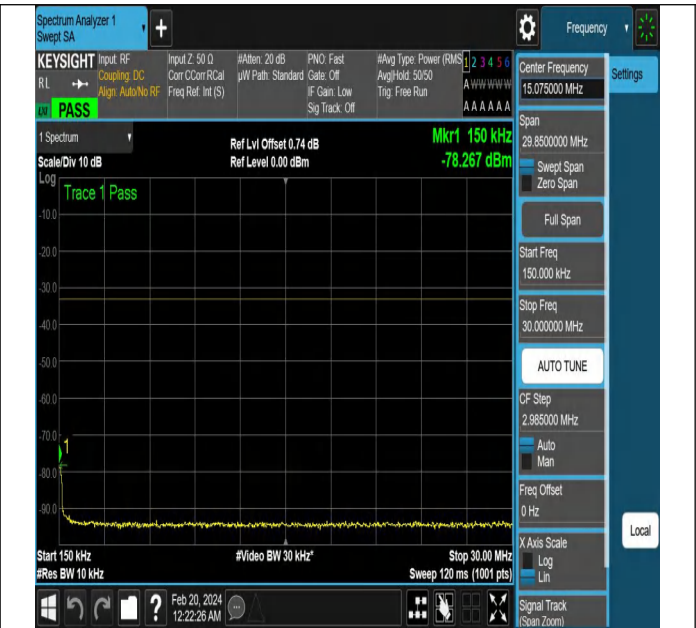 Spectrum Analyzer 1
Swept SA
+
Frequency
KEYSIGHT
RL
LXI
PASS
Input: RF
Coupling: DC
Align: Auto/No RF
Input Z: 50 Ω
Corr CCorr RCal
Freq Ref: Int (S)
#Atten: 20 dB
µW Path: Standard
PNO: Fast
Gate: Off
IF Gain: Low
Sig Track: Off
#Avg Type: Power (RMS
Avg|Hold: 50/50
Trig: Free Run
1 2 3 4 5 6
A W W W W W
A A A A A A
1 Spectrum
Scale/Div 10 dB
Ref Lvl Offset 0.74 dB
Ref Level 0.00 dBm
Mkr1 150 kHz
-78.267 dBm
Log
Trace 1 Pass
-10.0
-20.0
-30.0
-40.0
-50.0
-60.0
-70.0
1
-80.0
-90.0
Start 150 kHz
#Res BW 10 kHz
#Video BW 30 kHz*
Stop 30.00 MHz
Sweep 120 ms (1001 pts)
?
Feb 20, 2024
12:22:26 AM
Center Frequency
15.075000 MHz
Settings
Span
29.8500000 MHz
Swept Span
Zero Span
Full Span
Start Freq
150.000 kHz
Stop Freq
30.000000 MHz
AUTO TUNE
CF Step
2.985000 MHz
Auto
Man
Freq Offset
0 Hz
Local
X Axis Scale
Log
Lin
Signal Track
(Span Zoom)